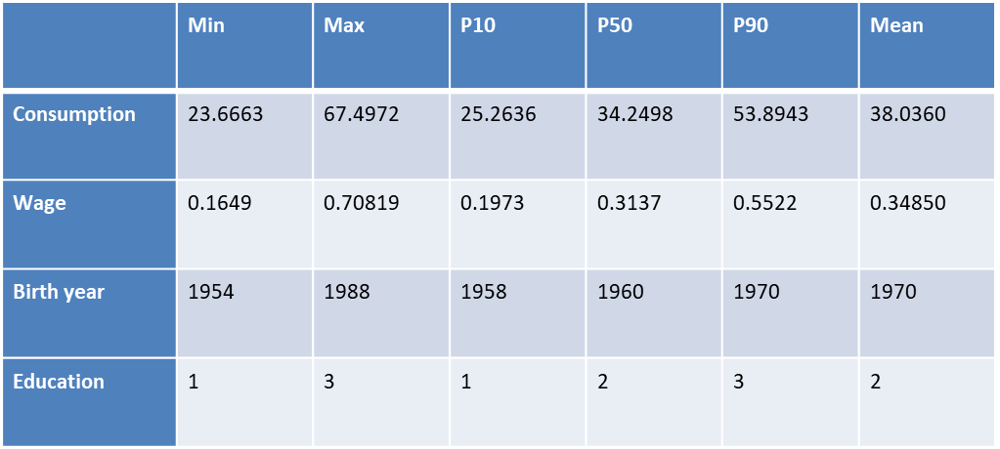 Min Max P10 P50 P90 Mean
Consumption 23.6663 67.4972 25.2636 34.2498 53.8943 38.0360
Wage 0.1649 0.70819 0.1973 0.3137 0.5522 0.34850
Birth year 1954 1988 1958 1960 1970 1970
Education 1 3 1 2 3 2